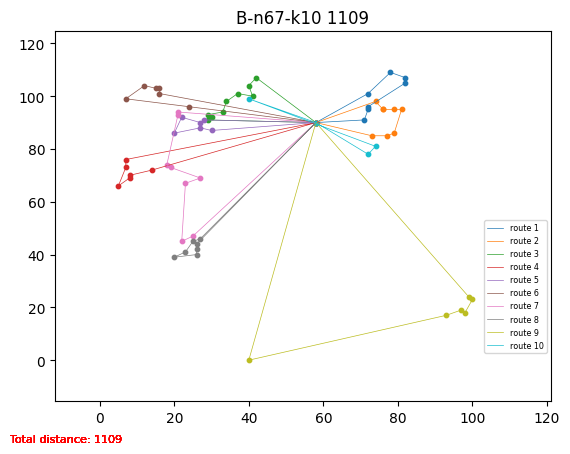 B-n67-k10 1109
120
100
80
60
40
20
0
route 1
route 2
route 3
route 4
route 5
route 6
route 7
route 8
route 9
route 10
0 20 40 60 80 100 120
Total distance: 1109